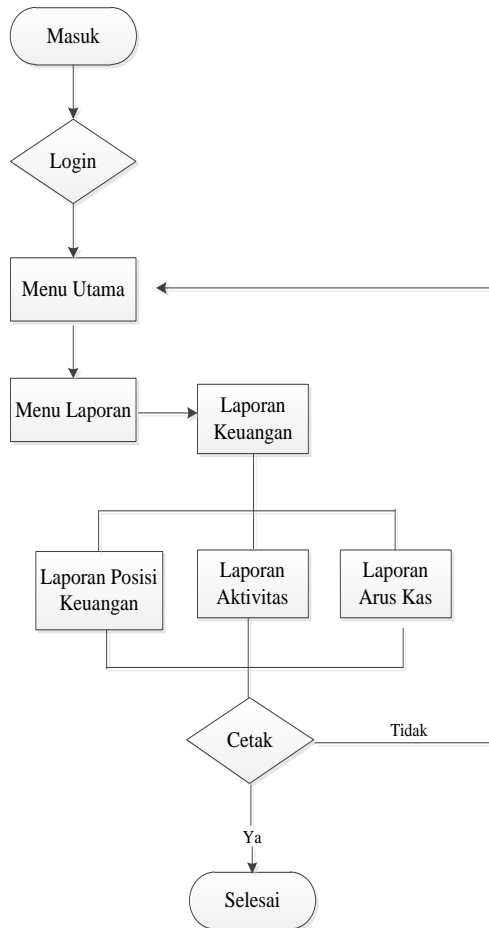 Masuk
Login
Menu Utama
Menu Laporan
Laporan
Keuangan
Laporan Posisi
Keuangan
Laporan
Aktivitas
Laporan
Arus Kas
Cetak
Tidak
Ya
Selesai